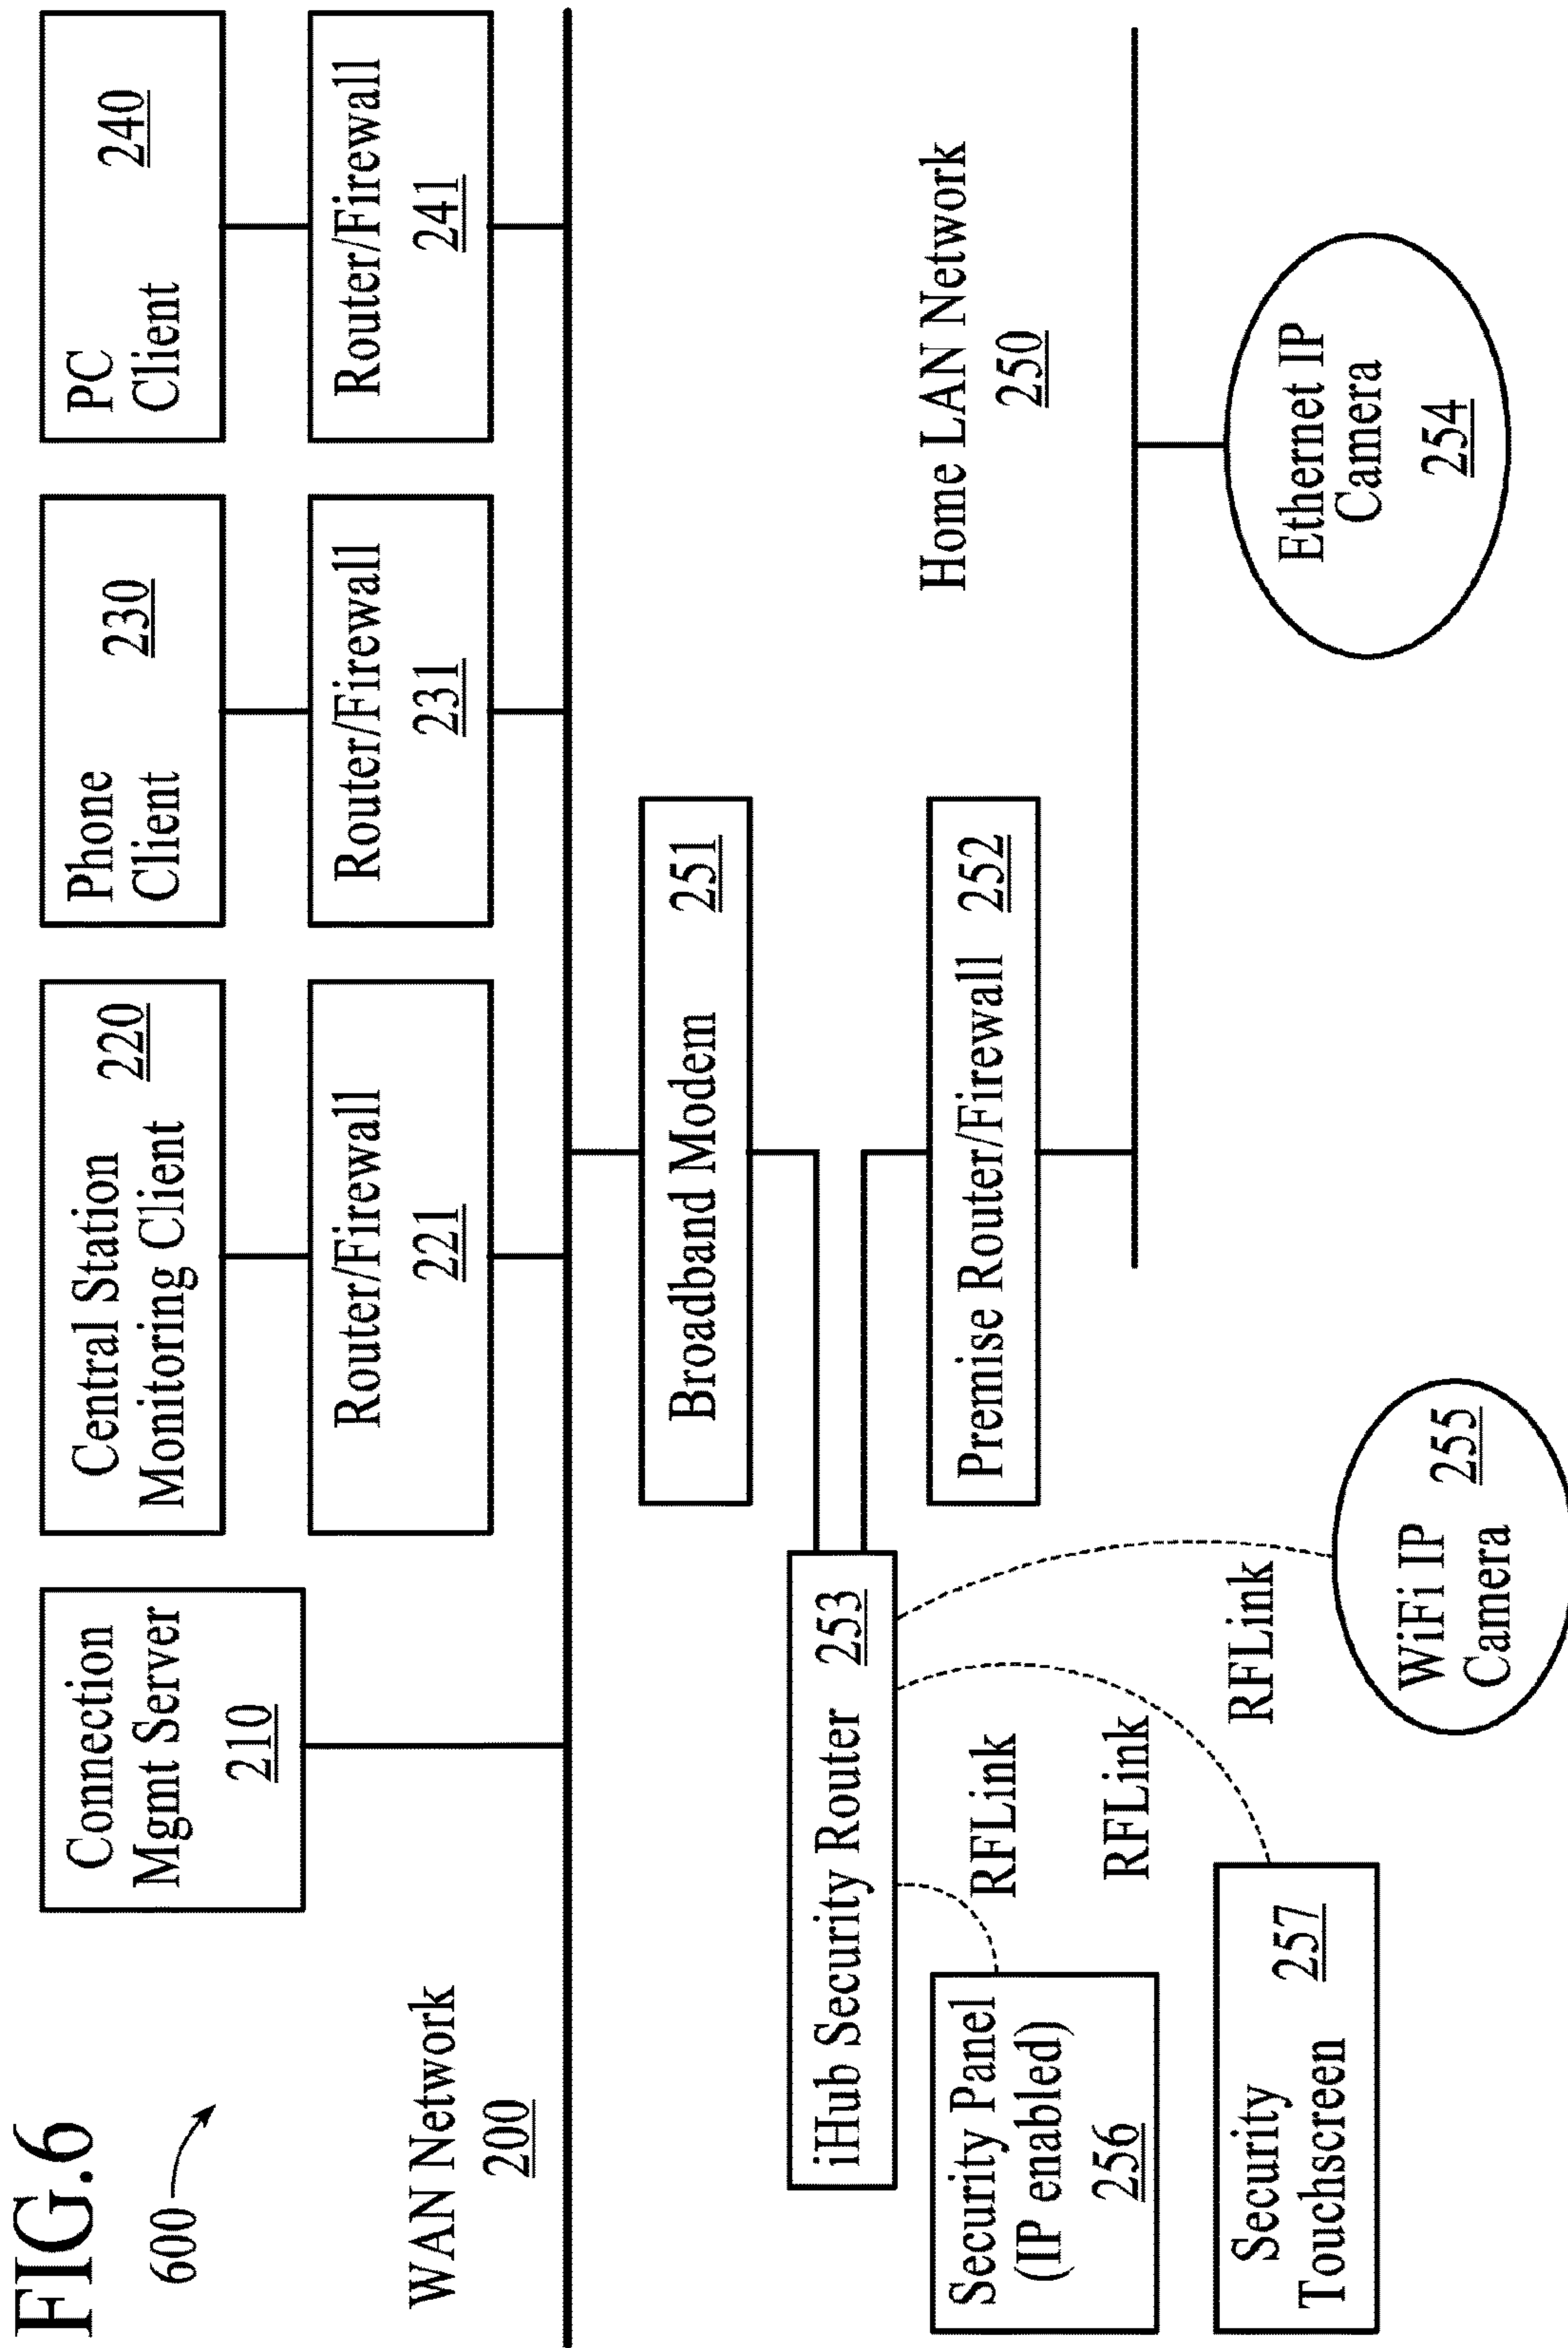 FIG.6
600
Connection
Mgmt Server
210
Central Station
220
Monitoring Client
Phone
230
Client
PC
240
Client
Router/Firewall
221
Router/Firewall
231
Router/Firewall
241
WAN Network
200
Broadband Modem 251
iHub Security Router 253
Premise Router/Firewall 252
Home LAN Network
250
RFLink
RFLink
RFLink
Security Panel
(IP enabled)
256
Security
257
Touchscreen
WiFi IP
255
Camera
Ethernet IP
Camera
254